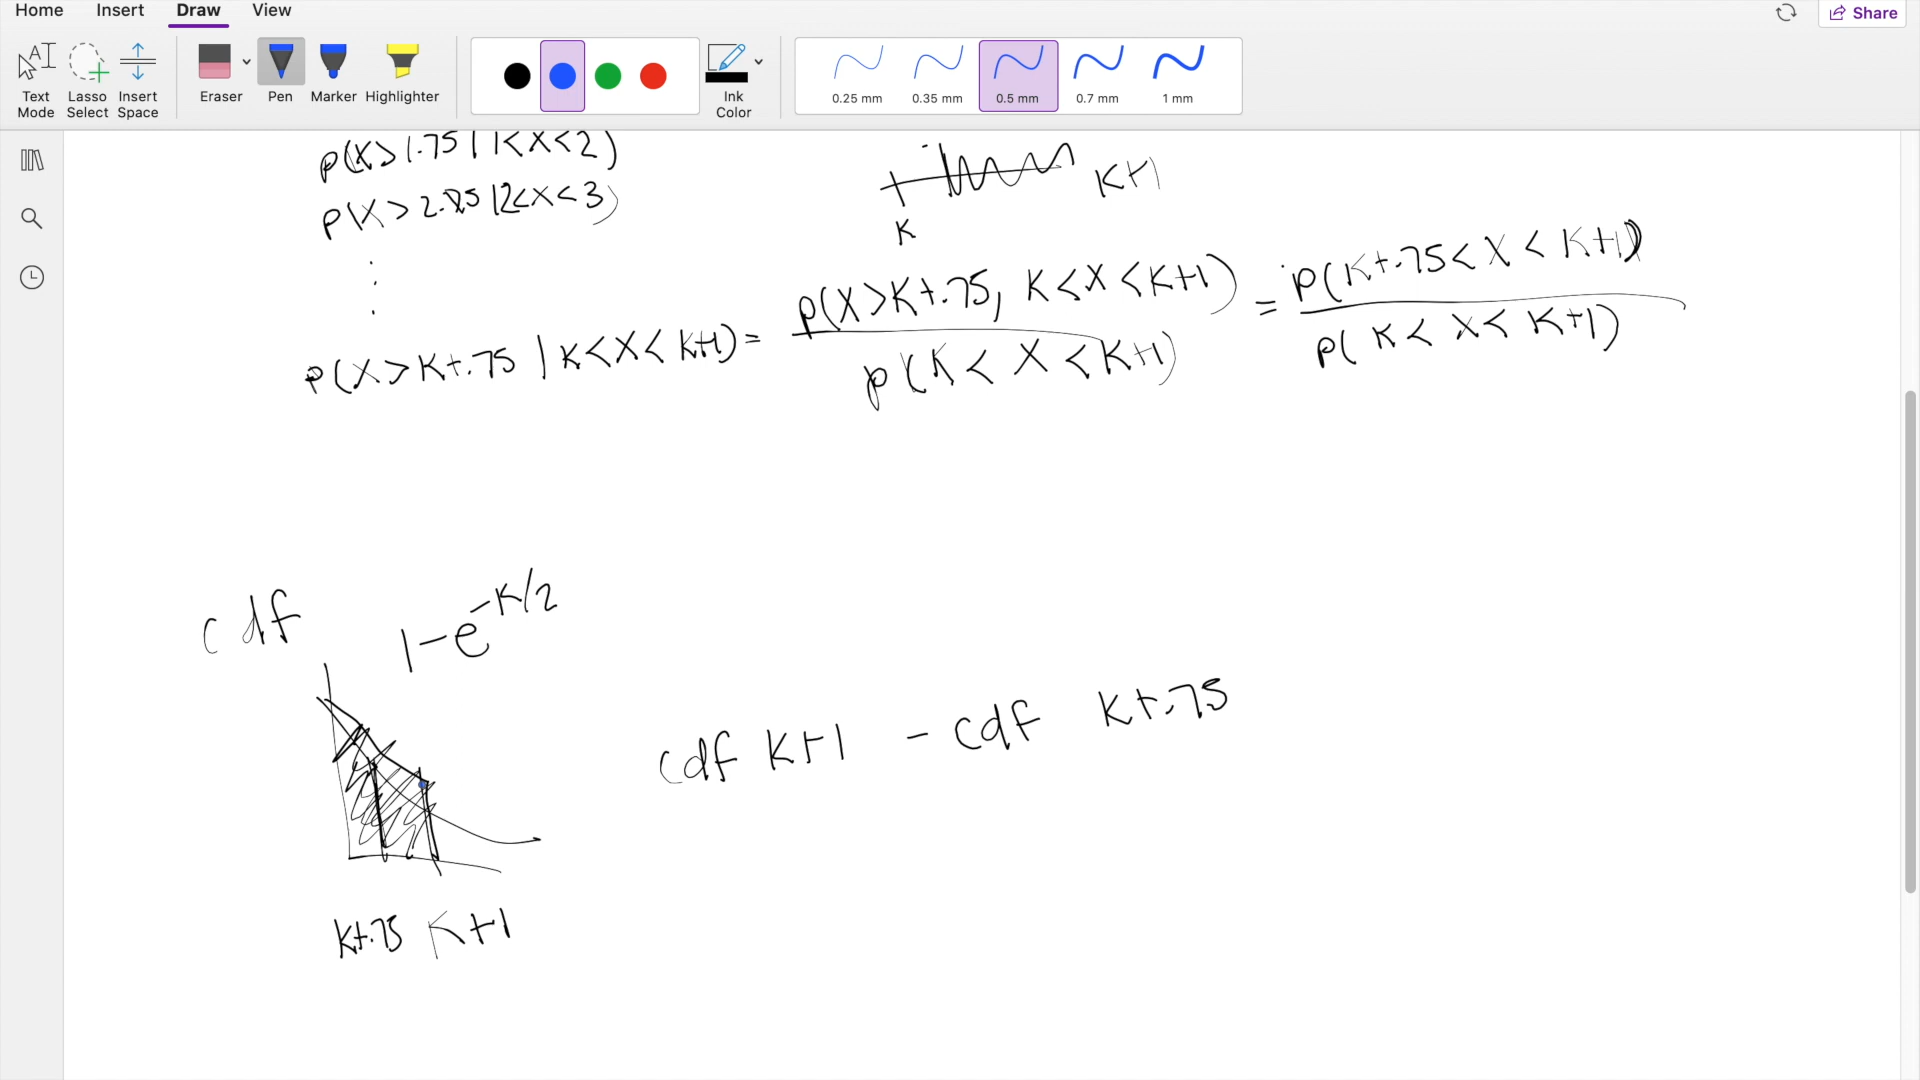 Home Insert Draw View
Share
Text Mode
Lasso Select
Insert Space
Eraser
Pen
Marker
Highlighter
Ink Color
0.25 mm
0.35 mm
0.5 mm
0.7 mm
1 mm
p(X>1.75 | 1<X<2)
p(X>2.75 | 2<X<3)
K
K+1
p(X>K+.75 | K<X<K+1) = p(X>K+.75, K<X<K+1) = p(K+.75<X<K+1)
p(K<X<K+1)
p(K<X<K+1)
cdf
1-e^-K/2
cdf K+1 - cdf K+.75
K+.75 K+1